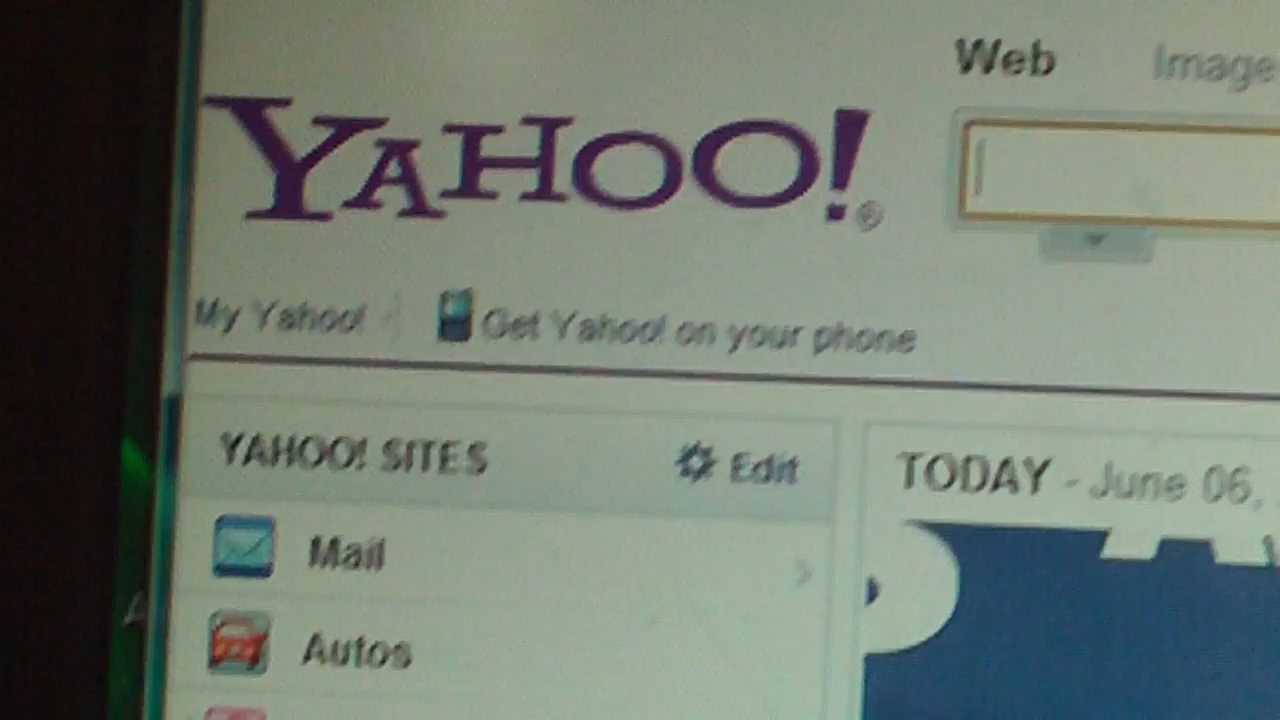 Web Image
YAHOO!®
My Yahoo! Get Yahoo! on your phone
YAHOO! SITES Edit
TODAY - June 06,
Mail
Autos